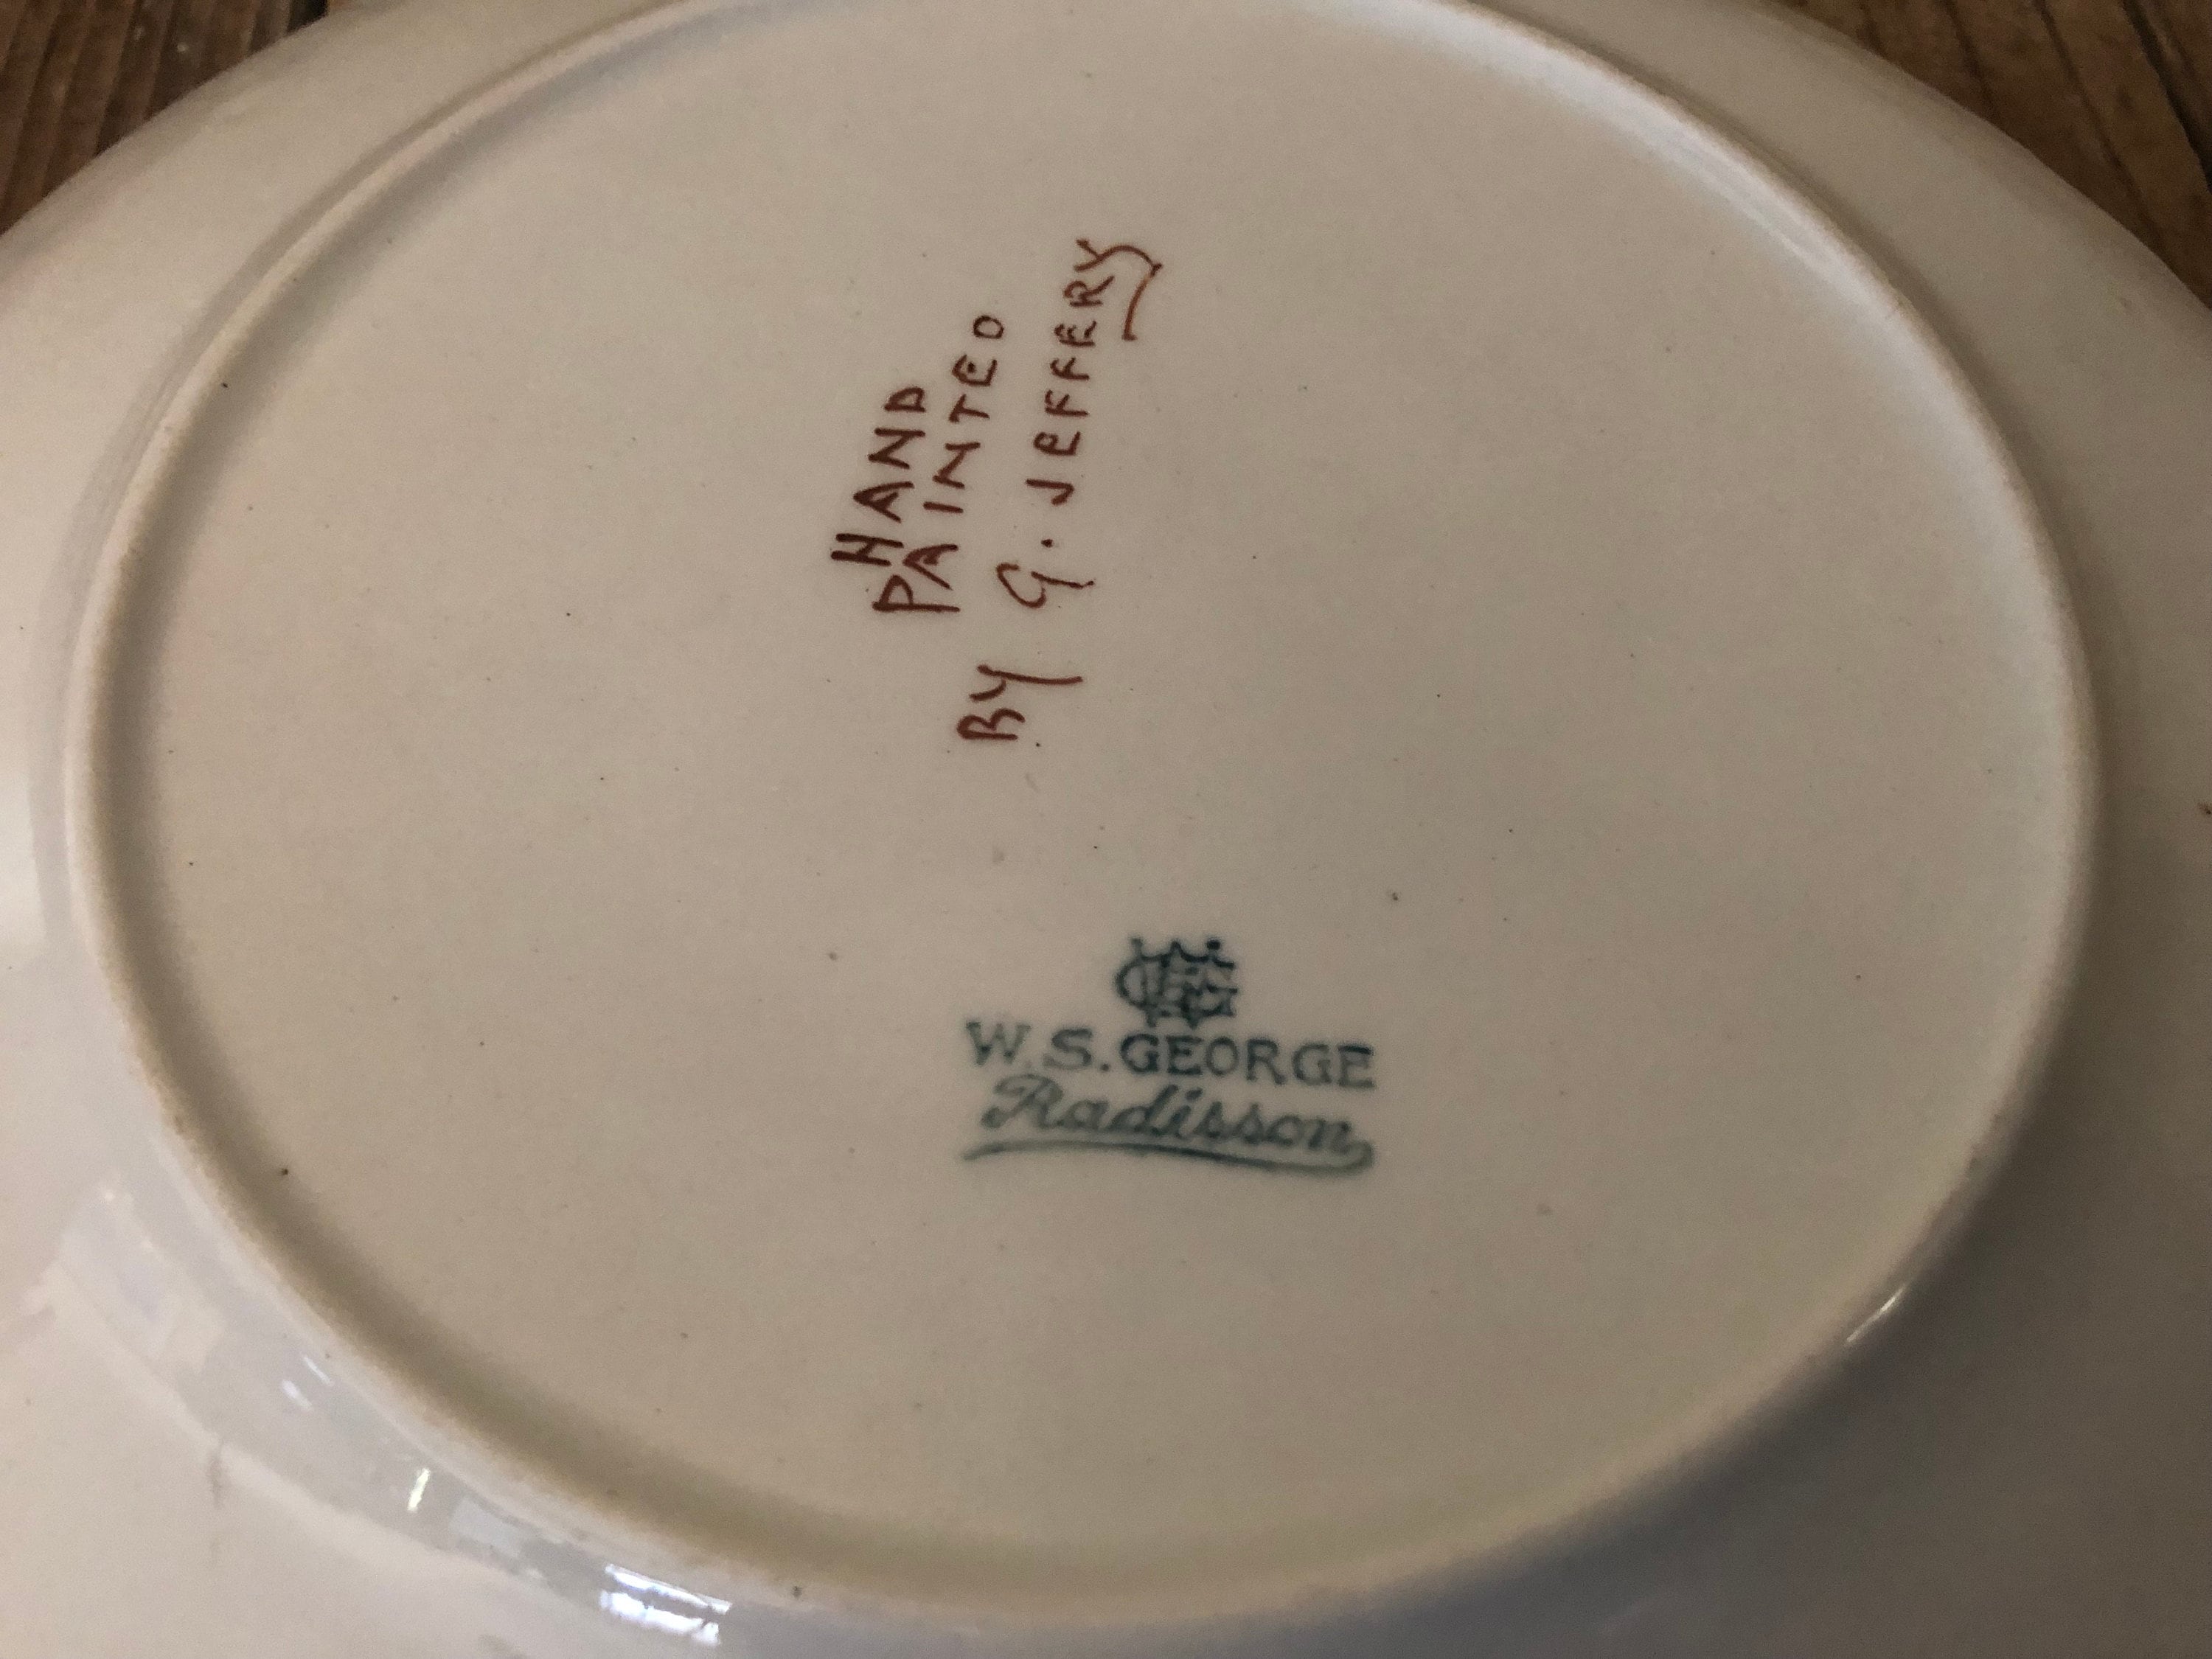 HAND
PAINTED
BY G. JEFFERY
W.S. GEORGE
Radisson